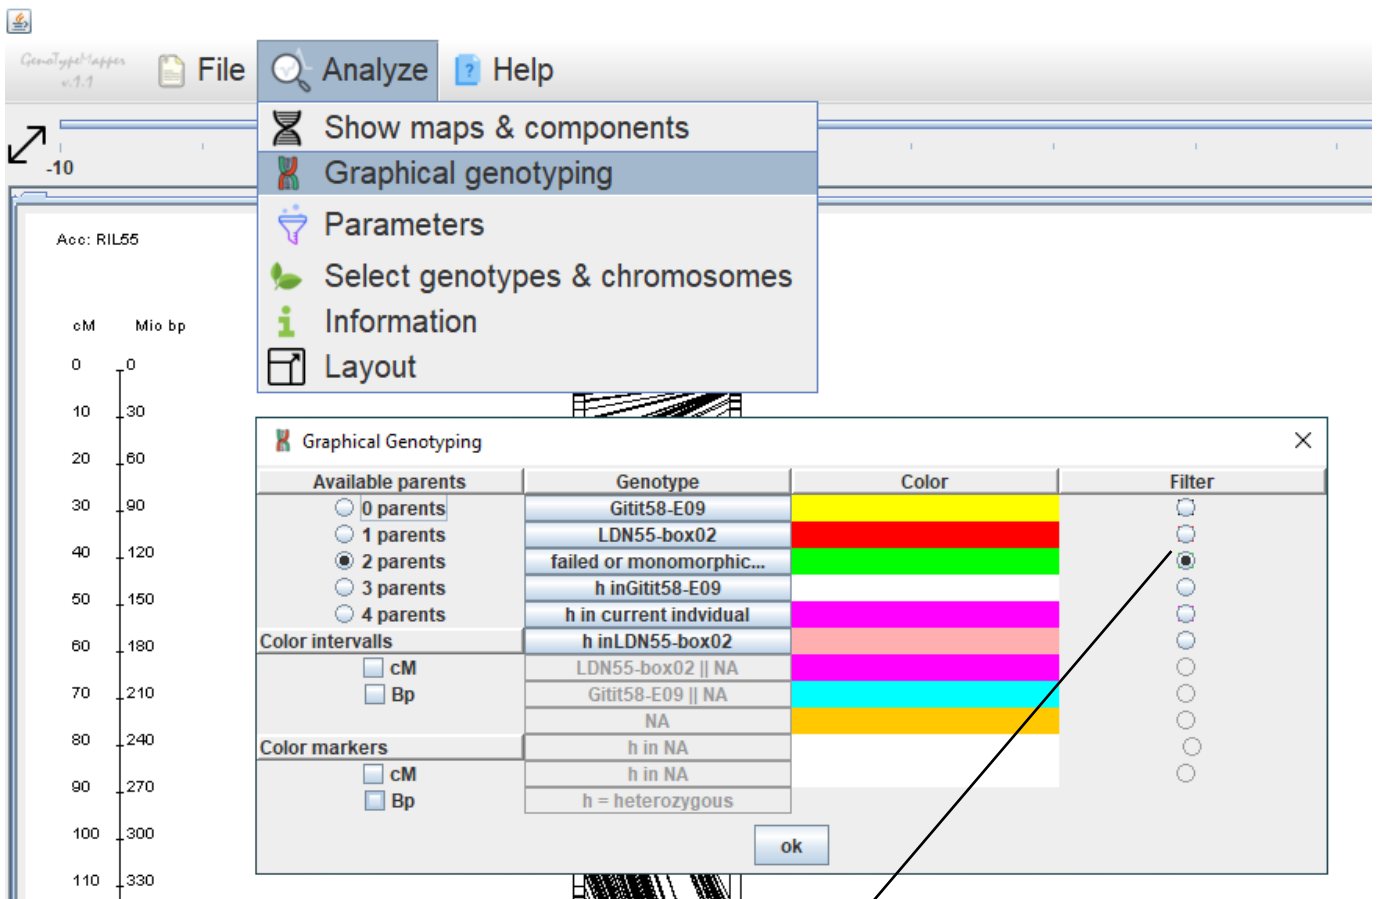 GenoTypeMapper
v.1.1
File
Analyze
Help
Show maps & components
Graphical genotyping
Parameters
Select genotypes & chromosomes
Information
Layout
-10
Acc: RIL55
cM Mio bp
0 0
10 30
20 60
30 90
40 120
50 150
60 180
70 210
80 240
90 270
100 300
110 330
Graphical Genotyping
Available parents Genotype Color Filter
0 parents Gitit58-E09
1 parents LDN55-box02
2 parents failed or monomorphic...
3 parents h inGitit58-E09
4 parents h in current indvidual
Color intervalls h inLDN55-box02
cM LDN55-box02 || NA
Bp Gitit58-E09 || NA
NA
Color markers h in NA
cM h in NA
Bp h = heterozygous
ok